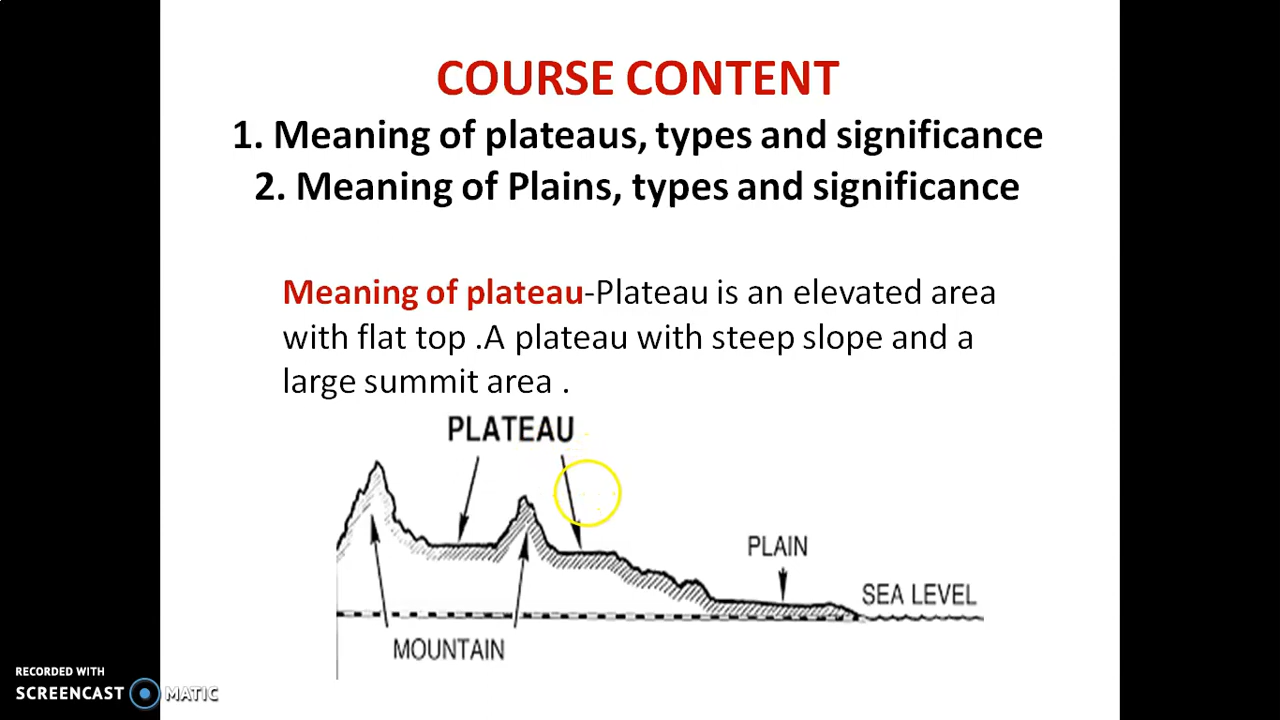 COURSE CONTENT
1. Meaning of plateaus, types and significance
2. Meaning of Plains, types and significance
Meaning of plateau-Plateau is an elevated area
with flat top .A plateau with steep slope and a
large summit area .
PLATEAU
PLAIN
SEA LEVEL
MOUNTAIN
RECORDED WITH
SCREENCAST MATIC